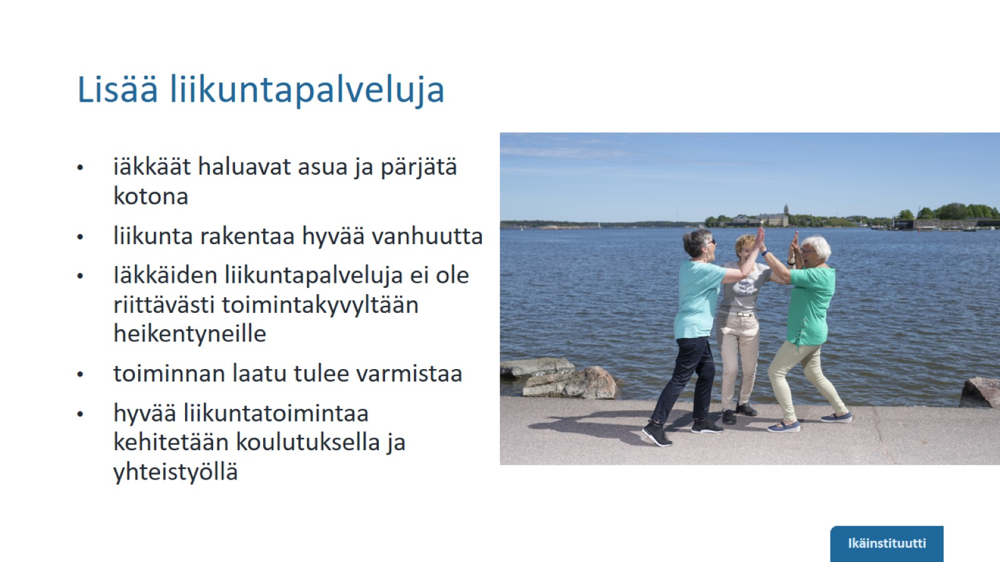 Lisää liikuntapalveluja
• iäkkäät haluavat asua ja pärjätä
kotona
• liikunta rakentaa hyvää vanhuutta
• Iäkkäiden liikuntapalveluja ei ole
riittävästi toimintakyvyltään
heikentyneille
• toiminnan laatu tulee varmistaa
• hyvää liikuntatoimintaa
kehitetään koulutuksella ja
yhteistyöllä
Ikäinstituutti